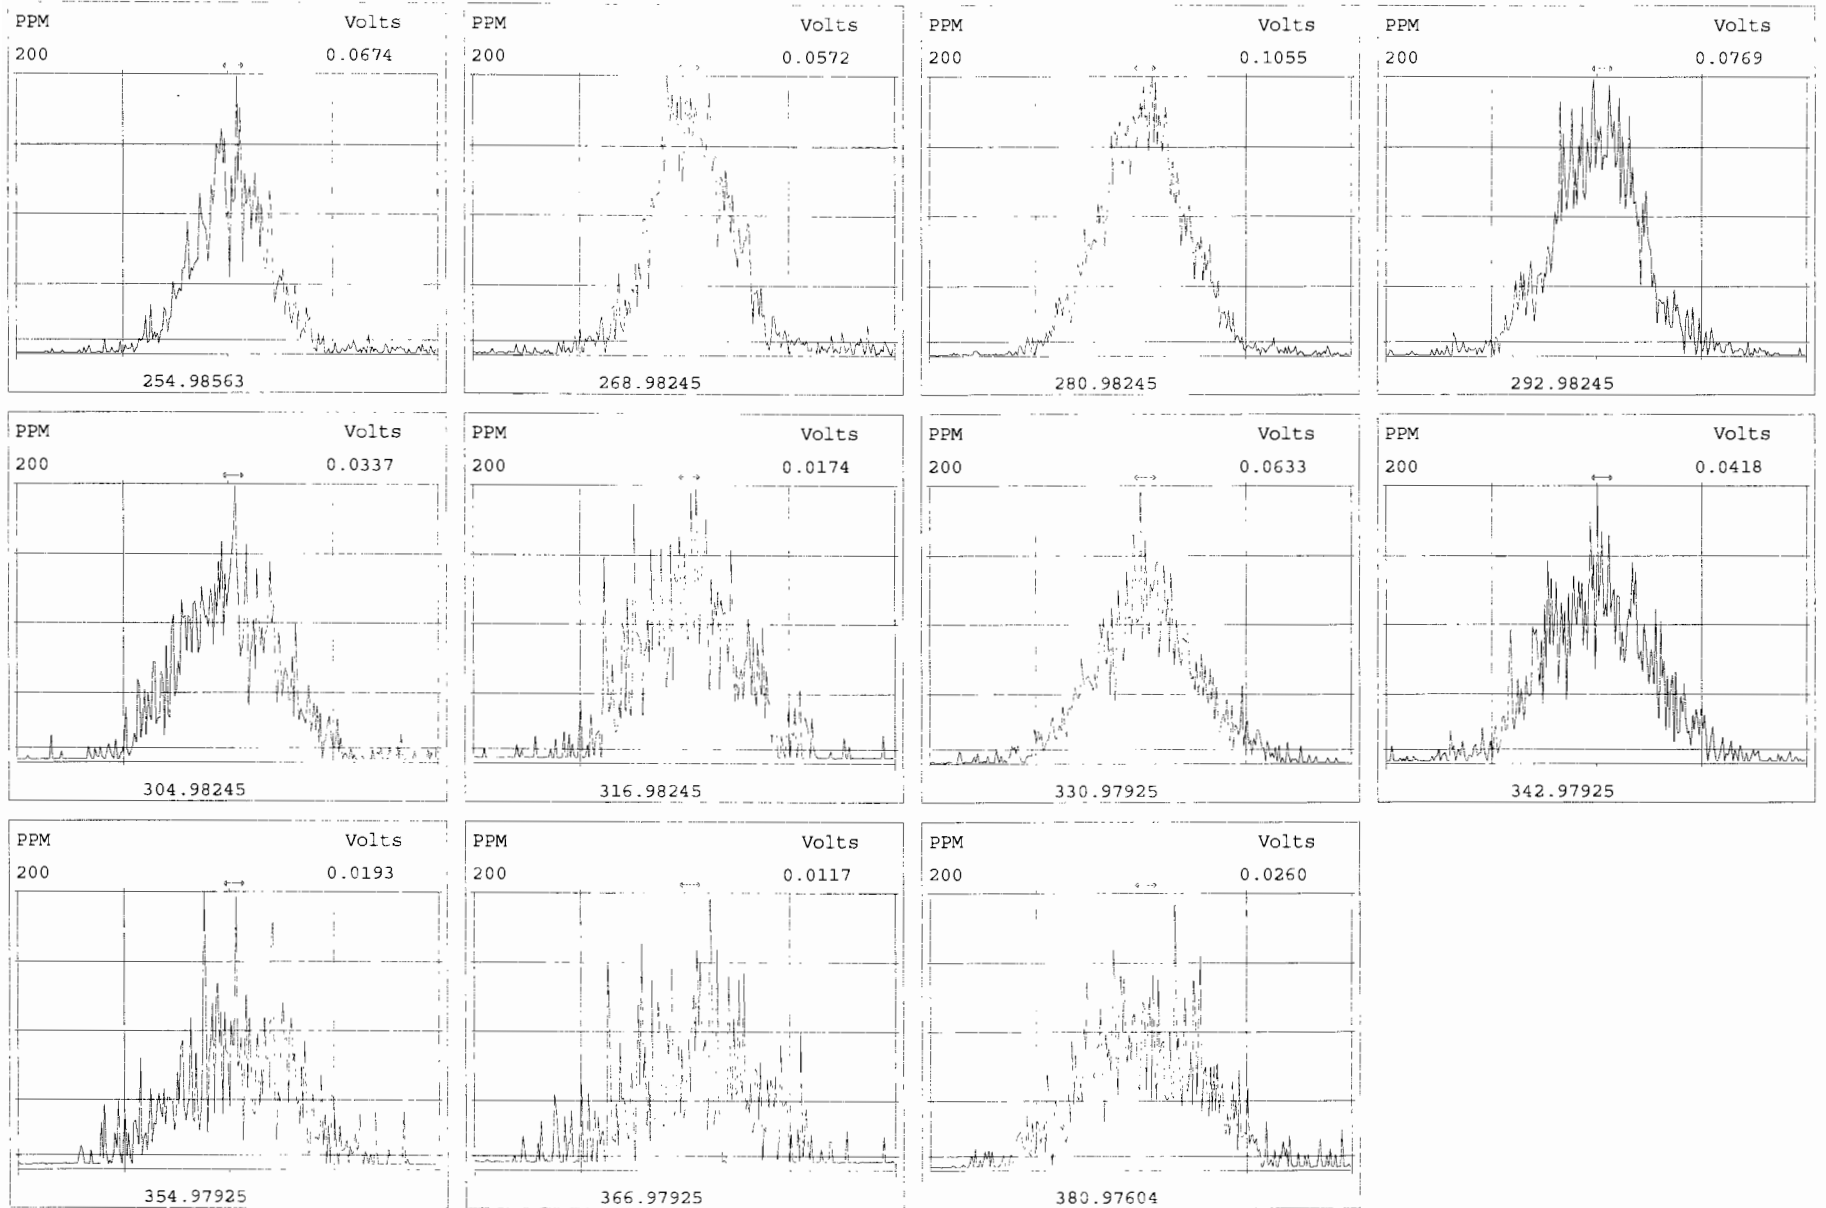 PPM Volts
200 0.0674
254.98563
PPM Volts
200 0.0572
268.98245
PPM Volts
200 0.1055
280.98245
PPM Volts
200 0.0769
292.98245
PPM Volts
200 0.0337
304.98245
PPM Volts
200 0.0174
316.98245
PPM Volts
200 0.0633
330.97925
PPM Volts
200 0.0418
342.97925
PPM Volts
200 0.0193
354.97925
PPM Volts
200 0.0117
366.97925
PPM Volts
200 0.0260
380.97604